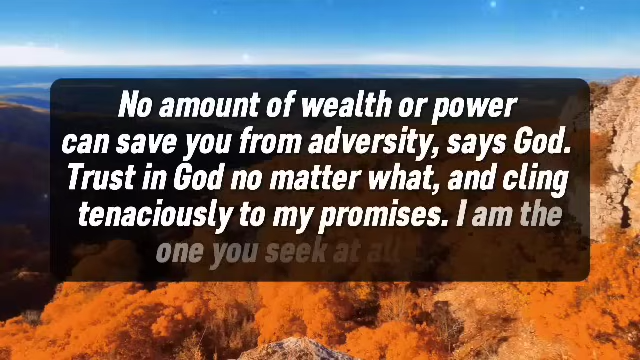 No amount of wealth or power
can save you from adversity, says God.
Trust in God no matter what, and cling
tenaciously to my promises. I am the
one you seek at all